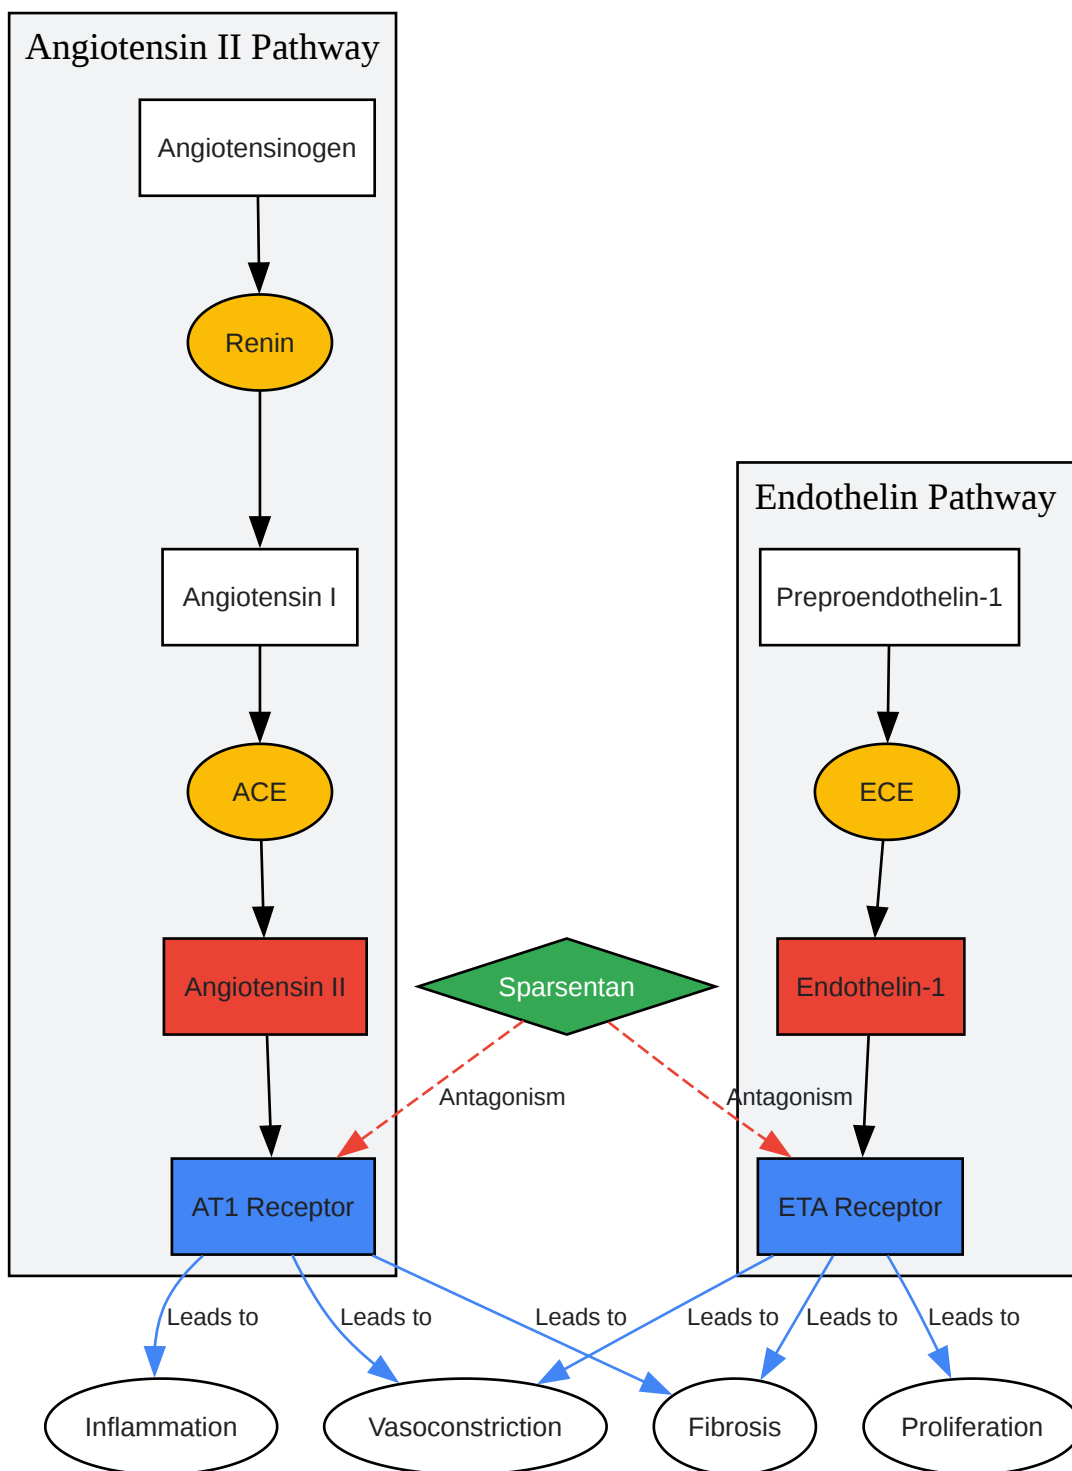 Angiotensin II Pathway
Angiotensinogen
Renin
Endothelin Pathway
Angiotensin I
Preproendothelin-1
ACE
ECE
Angiotensin II
Sparsentan
Endothelin-1
Antagonism
Antagonism
AT1 Receptor
ETA Receptor
Leads to
Leads to
Leads to
Leads to
Leads to
Leads to
Inflammation
Vasoconstriction
Fibrosis
Proliferation